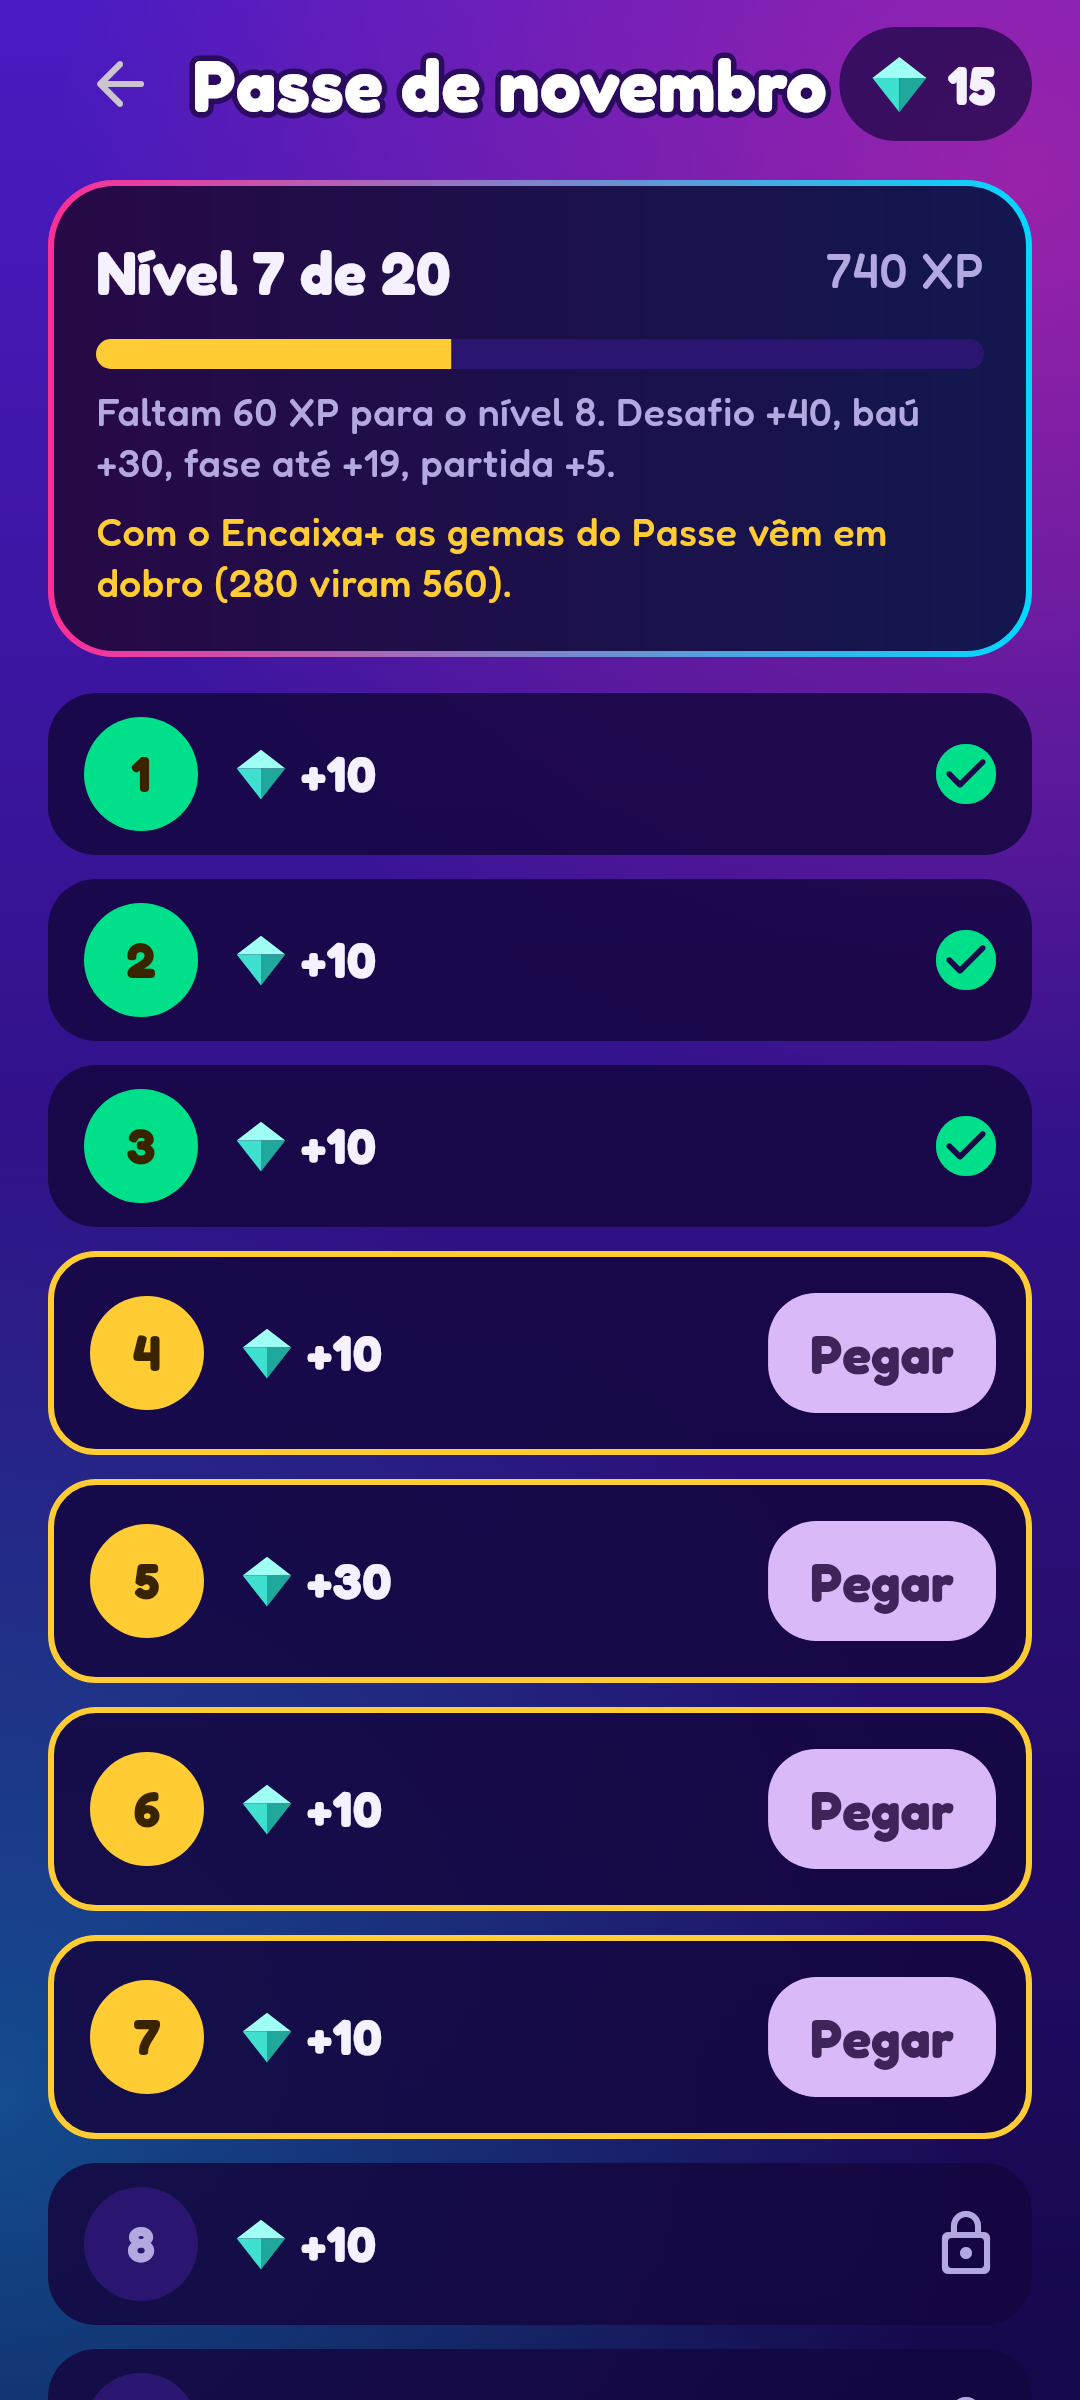 Passe de novembro
15
Nível 7 de 20
740 XP
Faltam 60 XP para o nível 8. Desafio +40, baú
+30, fase até +19, partida +5.
Com o Encaixa+ as gemas do Passe vêm em
dobro (280 viram 560).
1
+10
2
+10
3
+10
4
+10
Pegar
5
+30
Pegar
6
+10
Pegar
7
+10
Pegar
8
+10